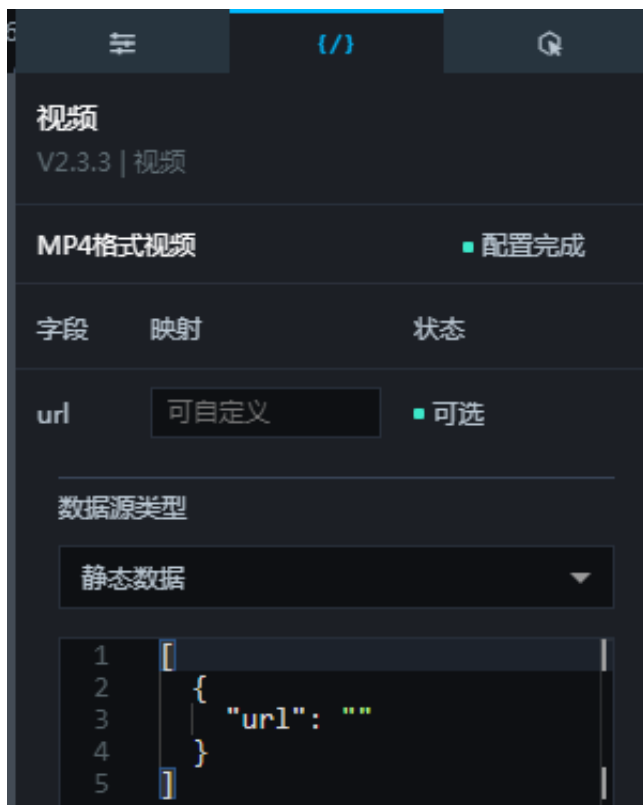 {/}
视频
V2.3.3 | 视频
MP4格式视频 配置完成
字段 映射 状态
url 可自定义 可选
数据源类型
静态数据
1 [
2 {
3 "url": ""
4 }
5 ]